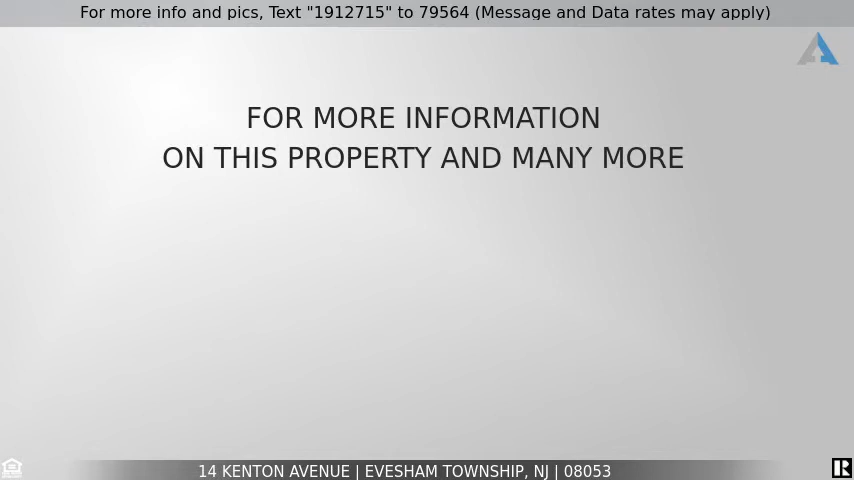 For more info and pics, Text "1912715" to 79564 (Message and Data rates may apply)
FOR MORE INFORMATION
ON THIS PROPERTY AND MANY MORE
14 KENTON AVENUE | EVESHAM TOWNSHIP, NJ | 08053